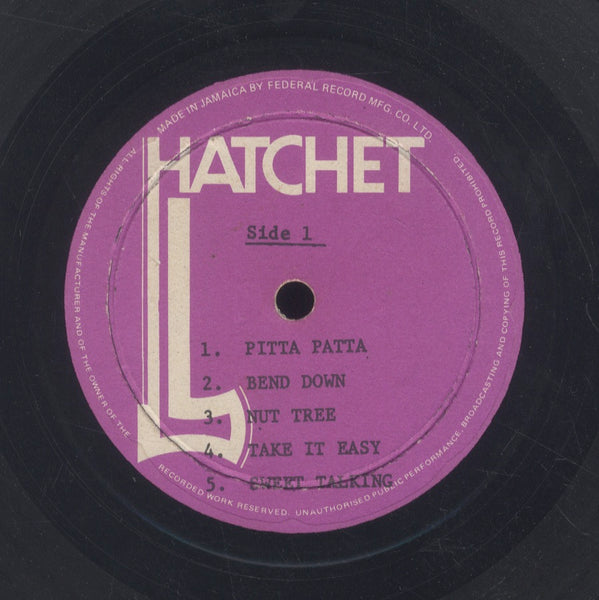 MADE IN JAMAICA BY FEDERAL RECORD MFG. CO. LTD.
HATCHET
Side 1
1. PITTA PATTA
2. BEND DOWN
3. NUT TREE
4. TAKE IT EASY
5. SWEET TALKING
ALL RIGHTS OF THE MANUFACTURER AND OF THE OWNER OF THE RECORDED WORK RESERVED. UNAUTHORISED PUBLIC PERFORMANCE, BROADCASTING AND COPYING OF THIS RECORD PROHIBITED.